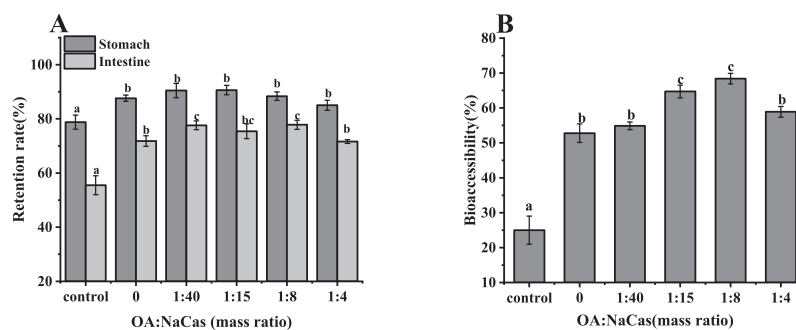 A
Stomach
Intestine
Retention rate(%)
100
80
60
40
20
a
a
b
b
b
c
b
bc
b
c
b
b
control 0 1:40 1:15 1:8 1:4
OA:NaCas (mass ratio)
B
Bioaccessibility(%)
80
70
60
50
40
30
20
10
a
b
b
c
c
b
control 0 1:40 1:15 1:8 1:4
OA:NaCas(mass ratio)